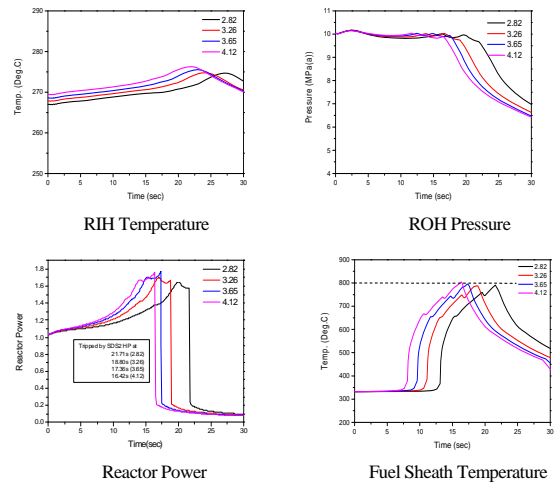 290
280
270
260
250
Temp. (Deg.C)
0 5 10 15 20 25 30
Time (sec)
2.82
3.26
3.65
4.12
RIH Temperature
11
10
9
8
7
6
5
4
Pressure (MPa(a))
0 5 10 15 20 25 30
Time (sec)
2.82
3.26
3.65
4.12
ROH Pressure
1.8
1.6
1.4
1.2
1.0
0.8
0.6
0.4
0.2
0.0
Reactor Power
0 5 10 15 20 25 30
Time(sec)
2.82
3.26
3.65
4.12
Tripped by SDS2 HP at
21.71s (2.82)
18.80s (3.26)
17.36s (3.65)
16.42s (4.12)
Reactor Power
900
800
700
600
500
400
300
200
Temp. (Deg.C)
0 5 10 15 20 25 30
Time (sec)
2.82
3.26
3.65
4.12
Fuel Sheath Temperature